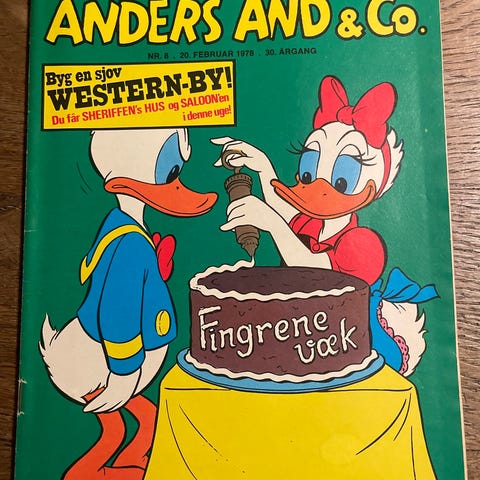 ANDERS AND & Co.
NR. 8 . 20. FEBRUAR 1978 . 30. ÅRGANG
Byg en sjov
WESTERN-BY!
Du får SHERIFFEN's HUS og SALOON'en
i denne uge!
Fingrene
væk